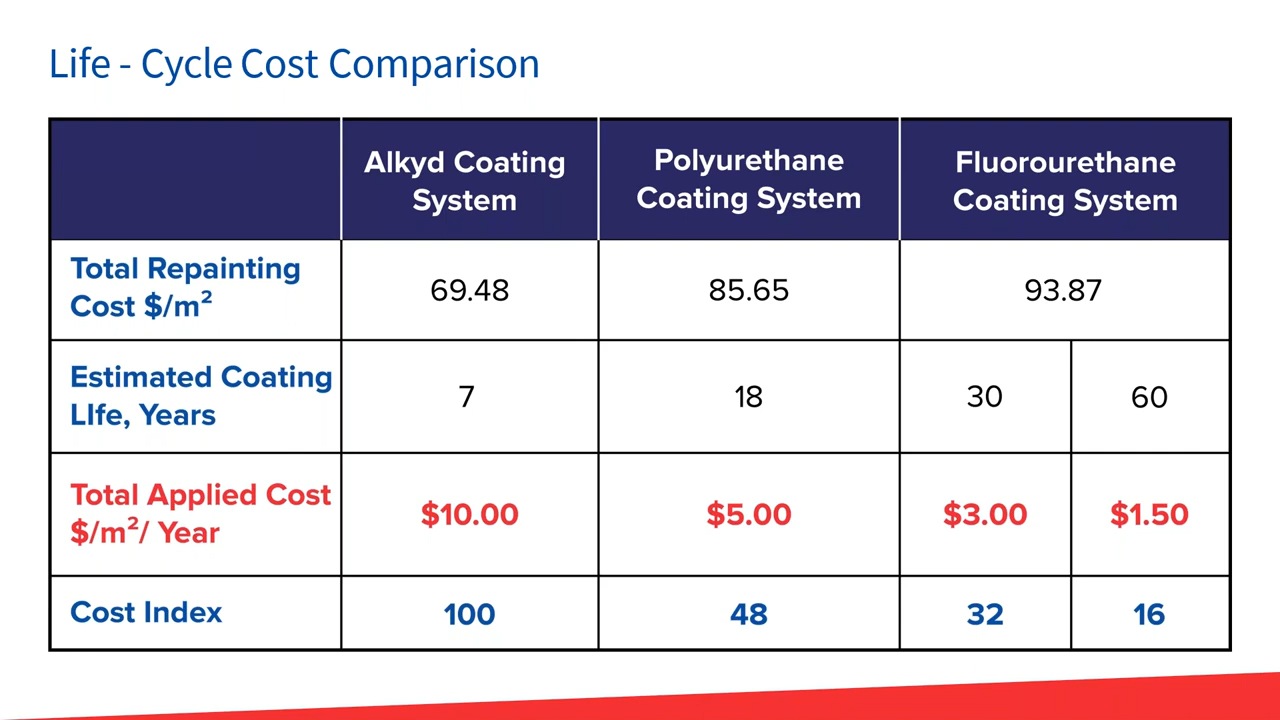 Life - Cycle Cost Comparison
Alkyd Coating
System
Polyurethane
Coating System
Fluorourethane
Coating System
Total Repainting
Cost $/m²
69.48
85.65
93.87
Estimated Coating
LIfe, Years
7
18
30
60
Total Applied Cost
$/m²/ Year
$10.00
$5.00
$3.00
$1.50
Cost Index
100
48
32
16